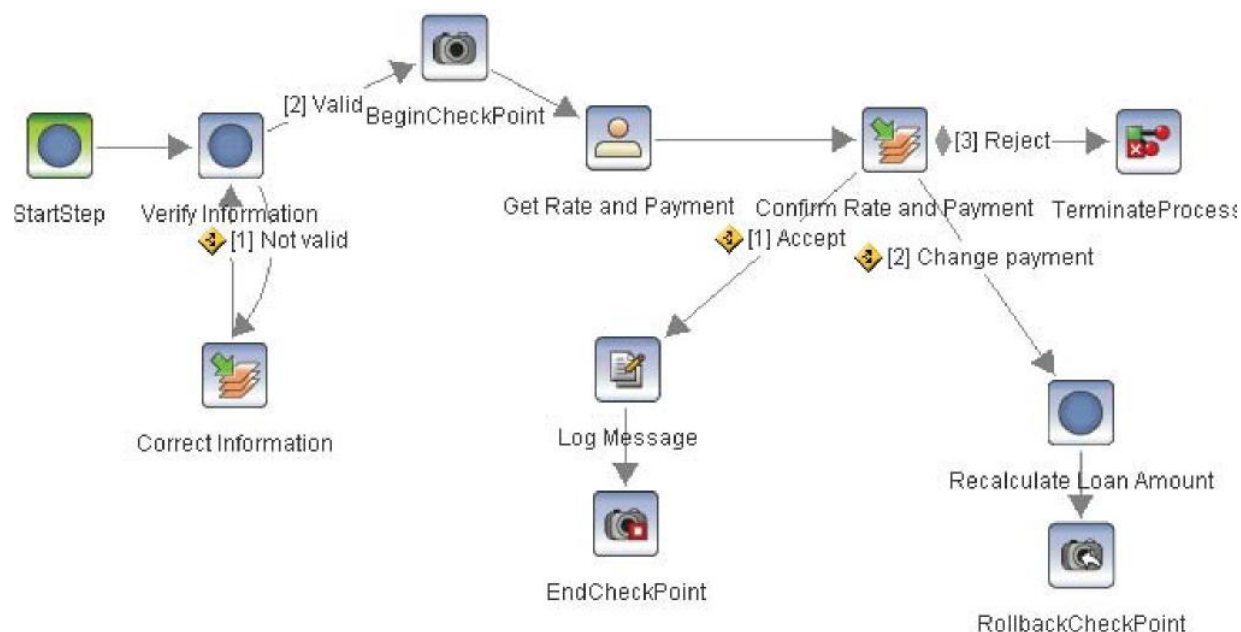 [2] Valid
BeginCheckPoint
[3] Reject
StartStep
Verify Information
Get Rate and Payment
Confirm Rate and Payment
TerminateProcess
[1] Not valid
[1] Accept
[2] Change payment
Correct Information
Log Message
Recalculate Loan Amount
EndCheckPoint
RollbackCheckPoint